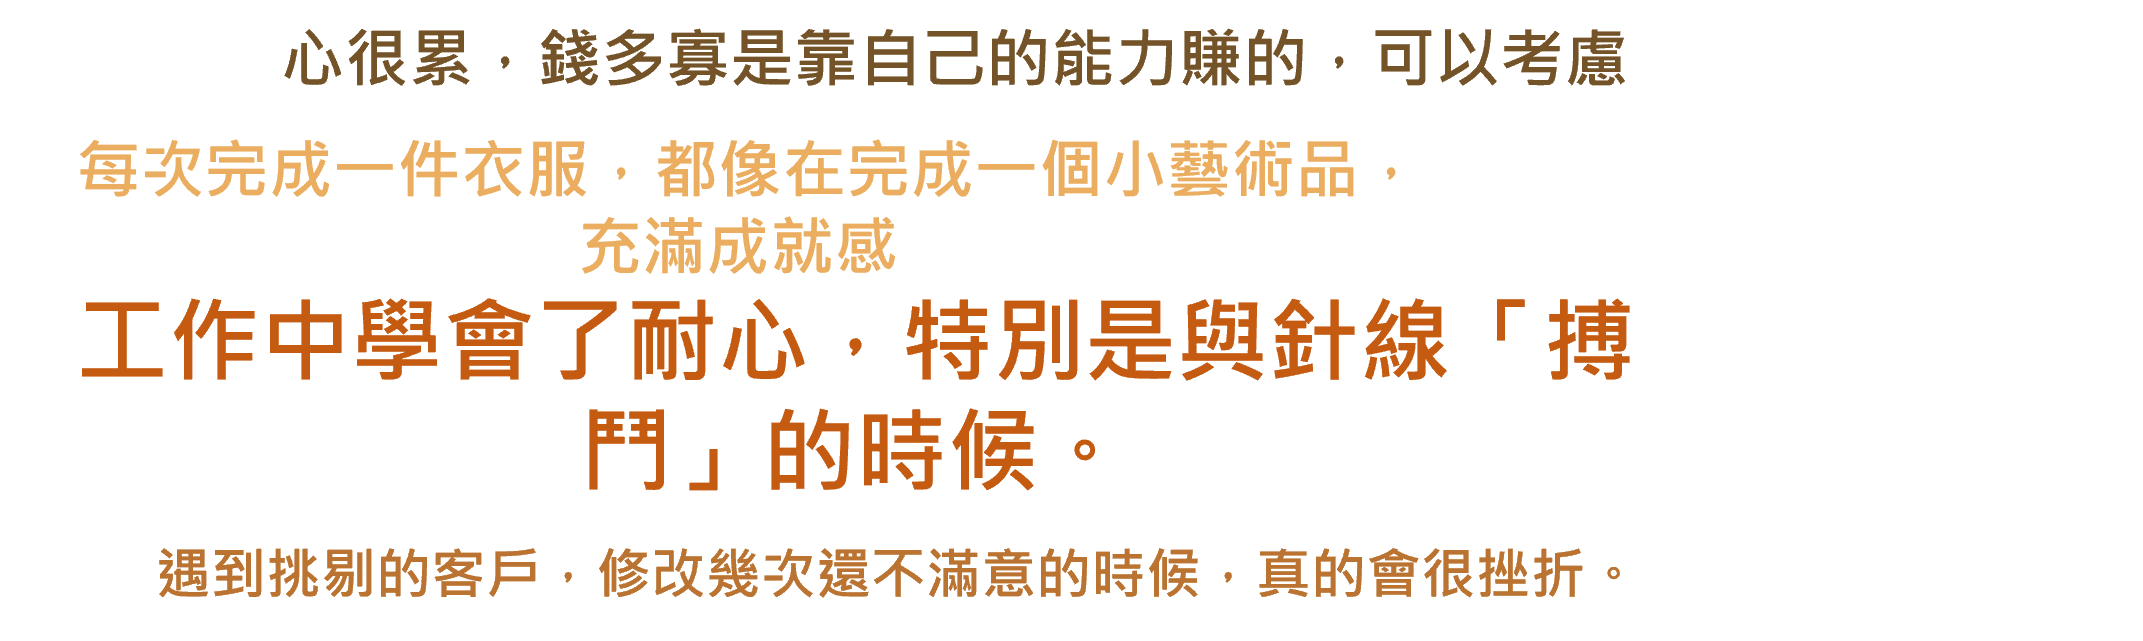 心很累，錢多寡是靠自己的能力賺的，可以考慮
每次完成一件衣服，都像在完成一個小藝術品，
充滿成就感
工作中學會了耐心，特別是與針線「搏
鬥」的時候。
遇到挑剔的客戶，修改幾次還不滿意的時候，真的會很挫折。